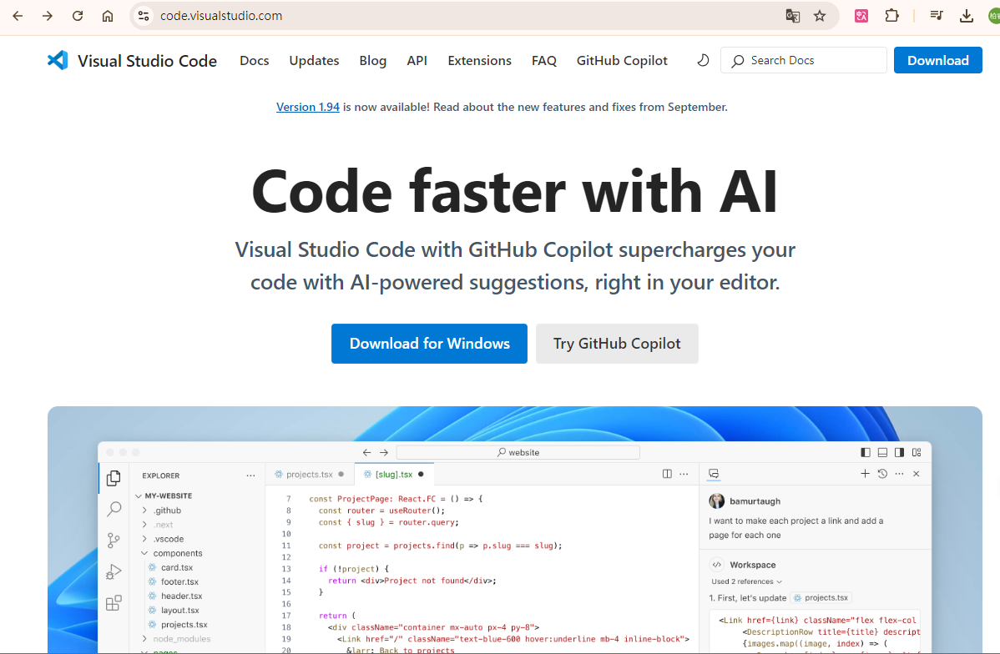 code.visualstudio.com
Visual Studio Code Docs Updates Blog API Extensions FAQ GitHub Copilot Search Docs Download
Version 1.94 is now available! Read about the new features and fixes from September.
Code faster with AI
Visual Studio Code with GitHub Copilot supercharges your
code with AI-powered suggestions, right in your editor.
Download for Windows Try GitHub Copilot
website
EXPLORER
MY-WEBSITE
.github
.next
.vscode
components
card.tsx
footer.tsx
header.tsx
layout.tsx
projects.tsx
node_modules
pages
projects.tsx [slug].tsx
7 const ProjectPage: React.FC = () => {
8 const router = useRouter();
9 const { slug } = router.query;
10
11 const project = projects.find(p => p.slug === slug);
12
13 if (!project) {
14 return <div>Project not found</div>;
15 }
16
17 return (
18 <div className="container mx-auto px-4 py-8">
19 <Link href="/" className="text-blue-600 hover:underline mb-4 inline-block">
20 &larr; Back to projects
bamurtaugh
I want to make each project a link and add a
page for each one
Workspace
Used 2 references
1. First, let's update projects.tsx
<Link href={link} className="flex flex-col
<DescriptionRow title={title} descript
{images.map((image, index) => (
<Image key={index} src={image} alt